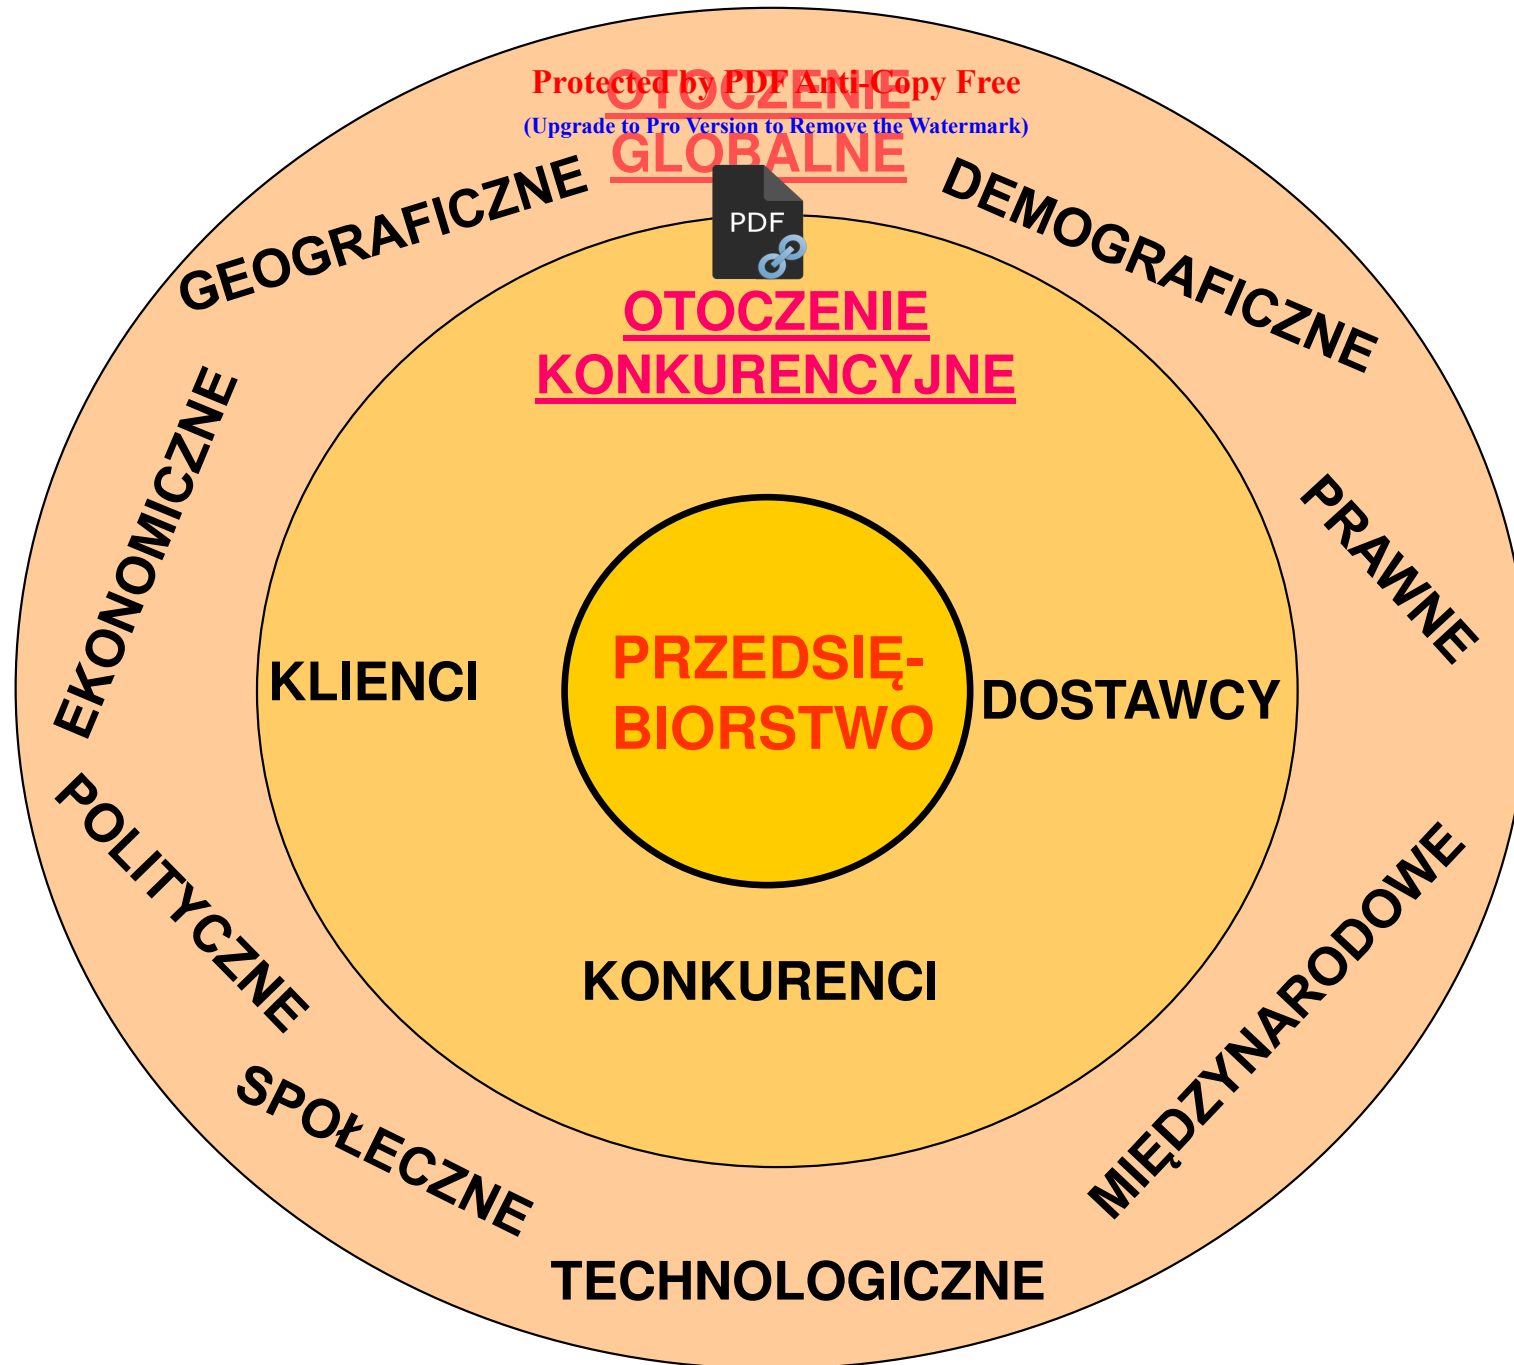 Protected by PDF Anti-Copy Free
(Upgrade to Pro Version to Remove the Watermark)
OTOCZENIE
GLOBALNE
PDF
GEOGRAFICZNE
DEMOGRAFICZNE
OTOCZENIE
KONKURENCYJNE
EKONOMICZNE
PRAWNE
KLIENCI
PRZEDSIĘ-
BIORSTWO
DOSTAWCY
POLITYCZNE
MIĘDZYNARODOWE
KONKURENCI
SPOŁECZNE
TECHNOLOGICZNE